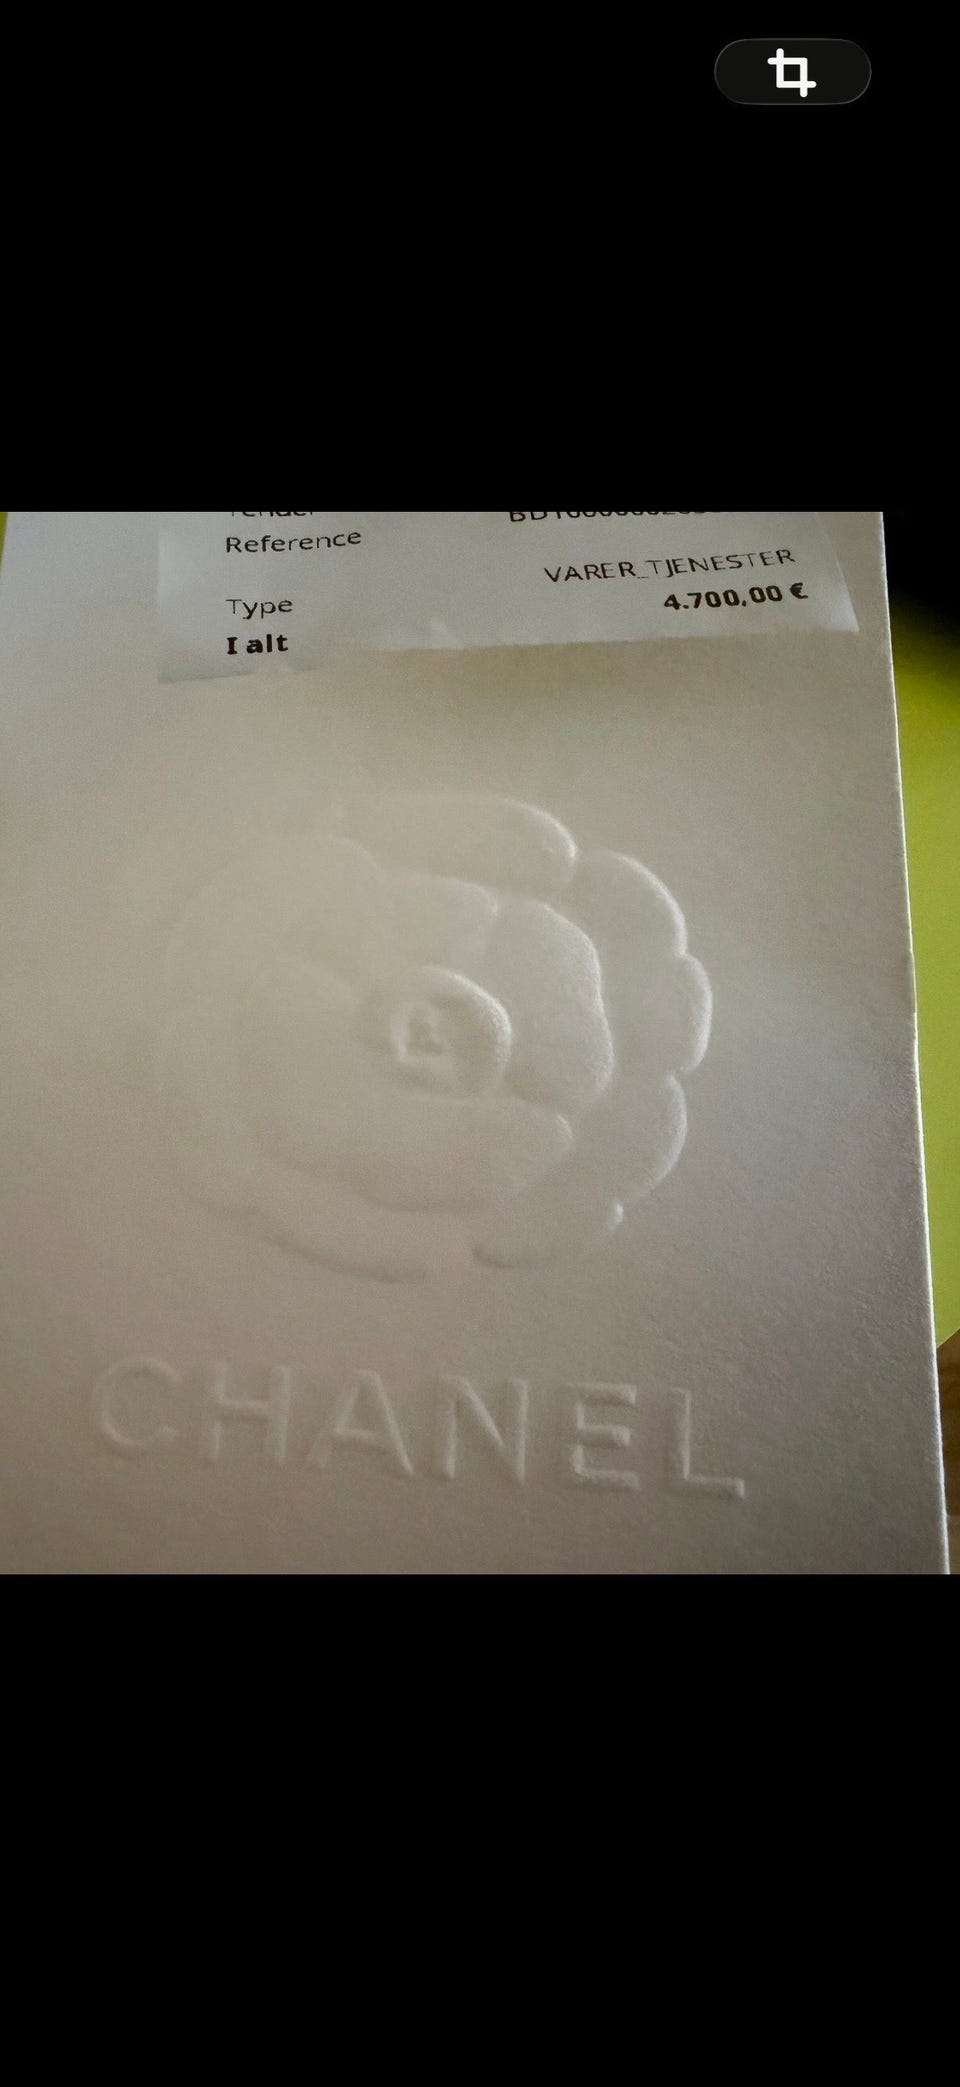 Reference
VARER_TJENESTER
Type
4.700,00 €
I alt
CHANEL